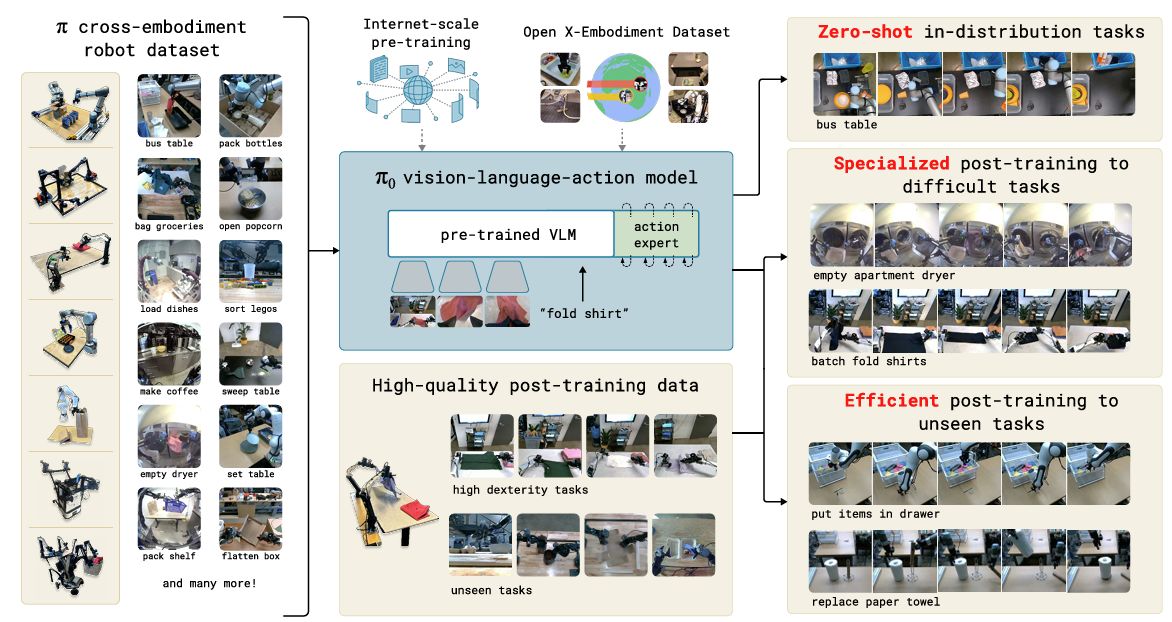 π cross-embodiment
robot dataset
bus table
pack bottles
bag groceries
open popcorn
load dishes
sort legos
make coffee
sweep table
empty dryer
set table
pack shelf
flatten box
and many more!
Internet-scale
pre-training
Open X-Embodiment Dataset
π₀ vision-language-action model
pre-trained VLM
action
expert
"fold shirt"
High-quality post-training data
high dexterity tasks
unseen tasks
Zero-shot in-distribution tasks
bus table
Specialized post-training to
difficult tasks
empty apartment dryer
batch fold shirts
Efficient post-training to
unseen tasks
put items in drawer
replace paper towel